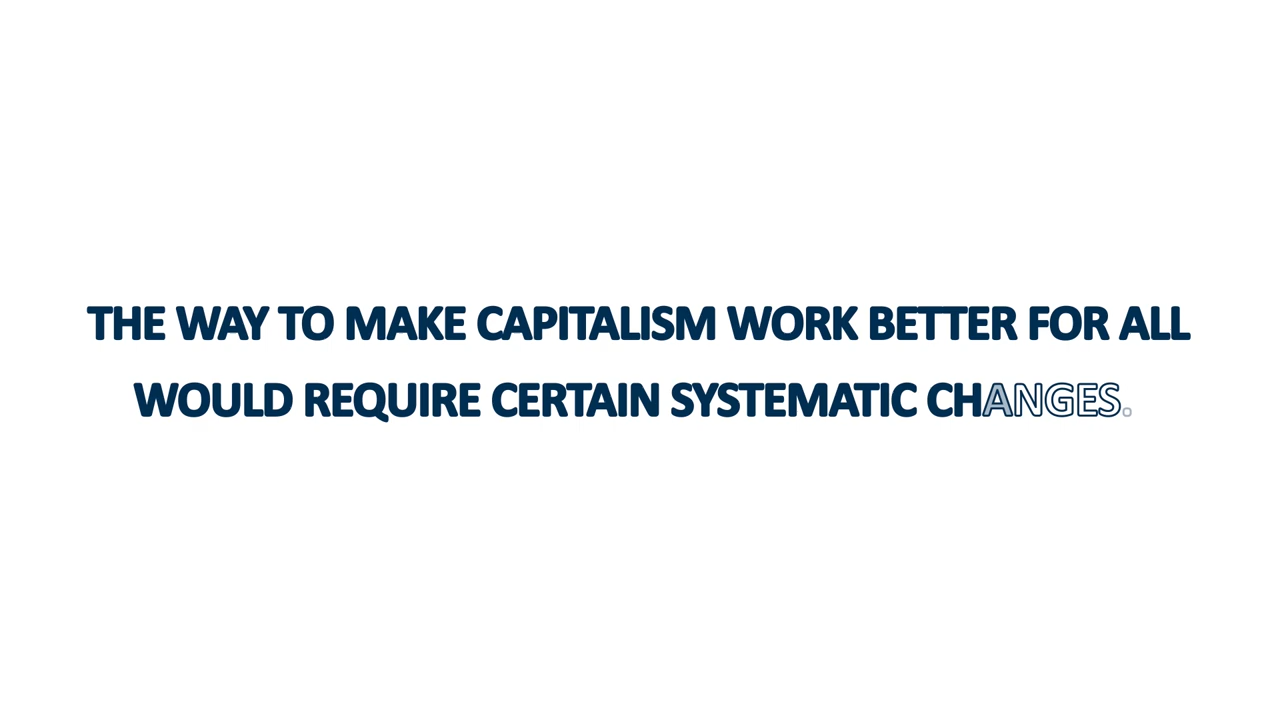 THE WAY TO MAKE CAPITALISM WORK BETTER FOR ALL
WOULD REQUIRE CERTAIN SYSTEMATIC CHANGES.